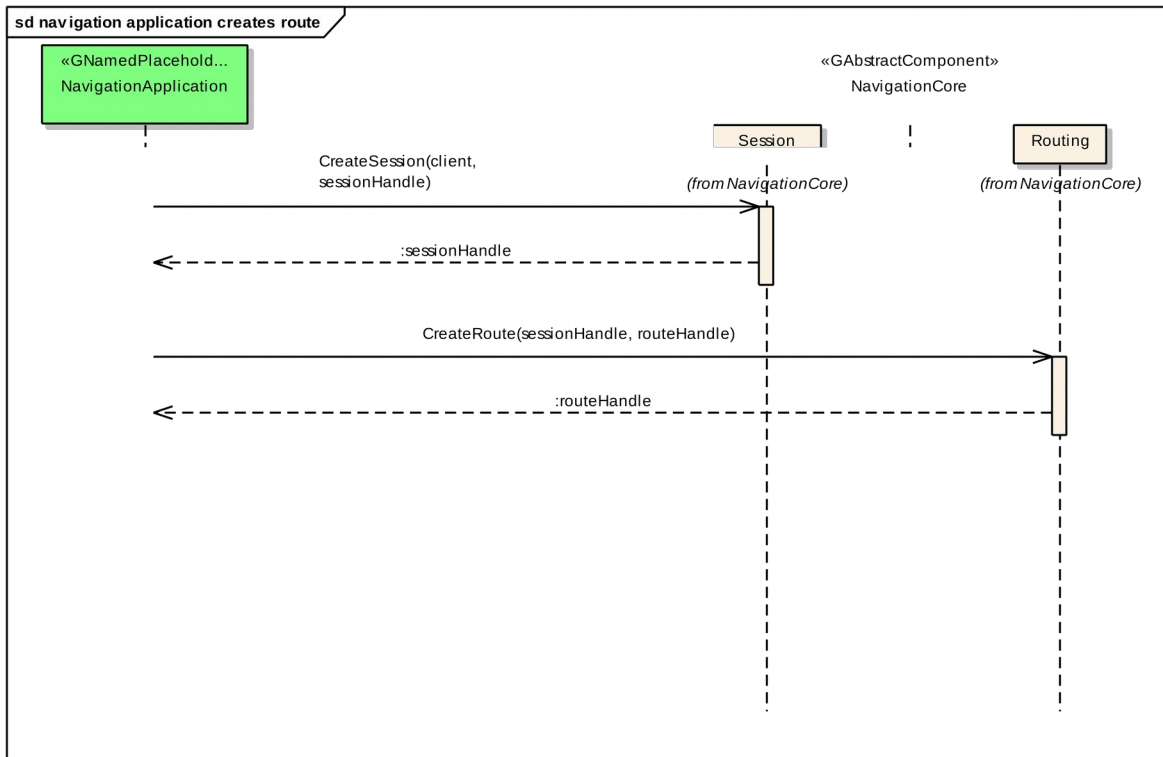 sd navigation application creates route
«GNamedPlacehold...
NavigationApplication
«GAbstractComponent»
NavigationCore
Session
Routing
(from NavigationCore)
(from NavigationCore)
CreateSession(client,
sessionHandle)
:sessionHandle
CreateRoute(sessionHandle, routeHandle)
:routeHandle